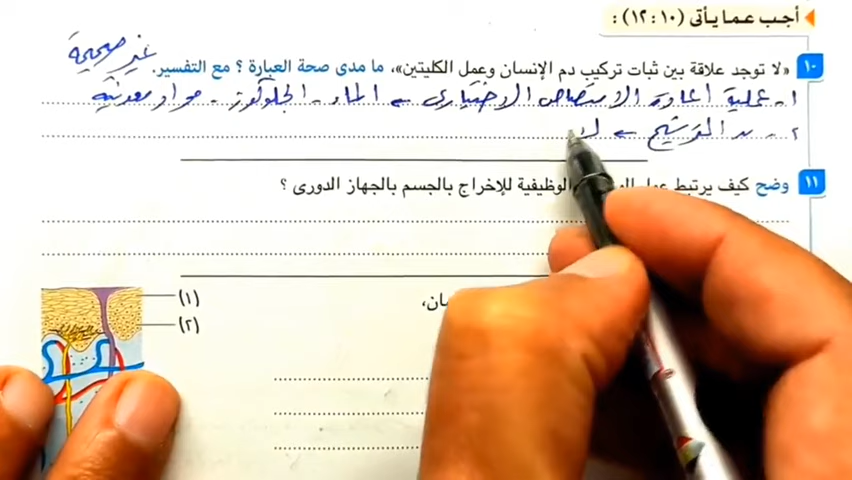 أجب عما يأتى (١٠ : ١٢) :
١٠ «لا توجد علاقة بين ثبات تركيب دم الإنسان وعمل الكليتين»، ما مدى صحة العبارة ؟ مع التفسير.
غير صحيحة
١ - عملية اعادة الامتصاص الاختيارى ← الماء - الجلوكوز - مواد معدنية
٢ - الترشيح ←
١١ وضح كيف يرتبط عمل الوظيفية للإخراج بالجسم بالجهاز الدورى ؟
(١)
(٢)